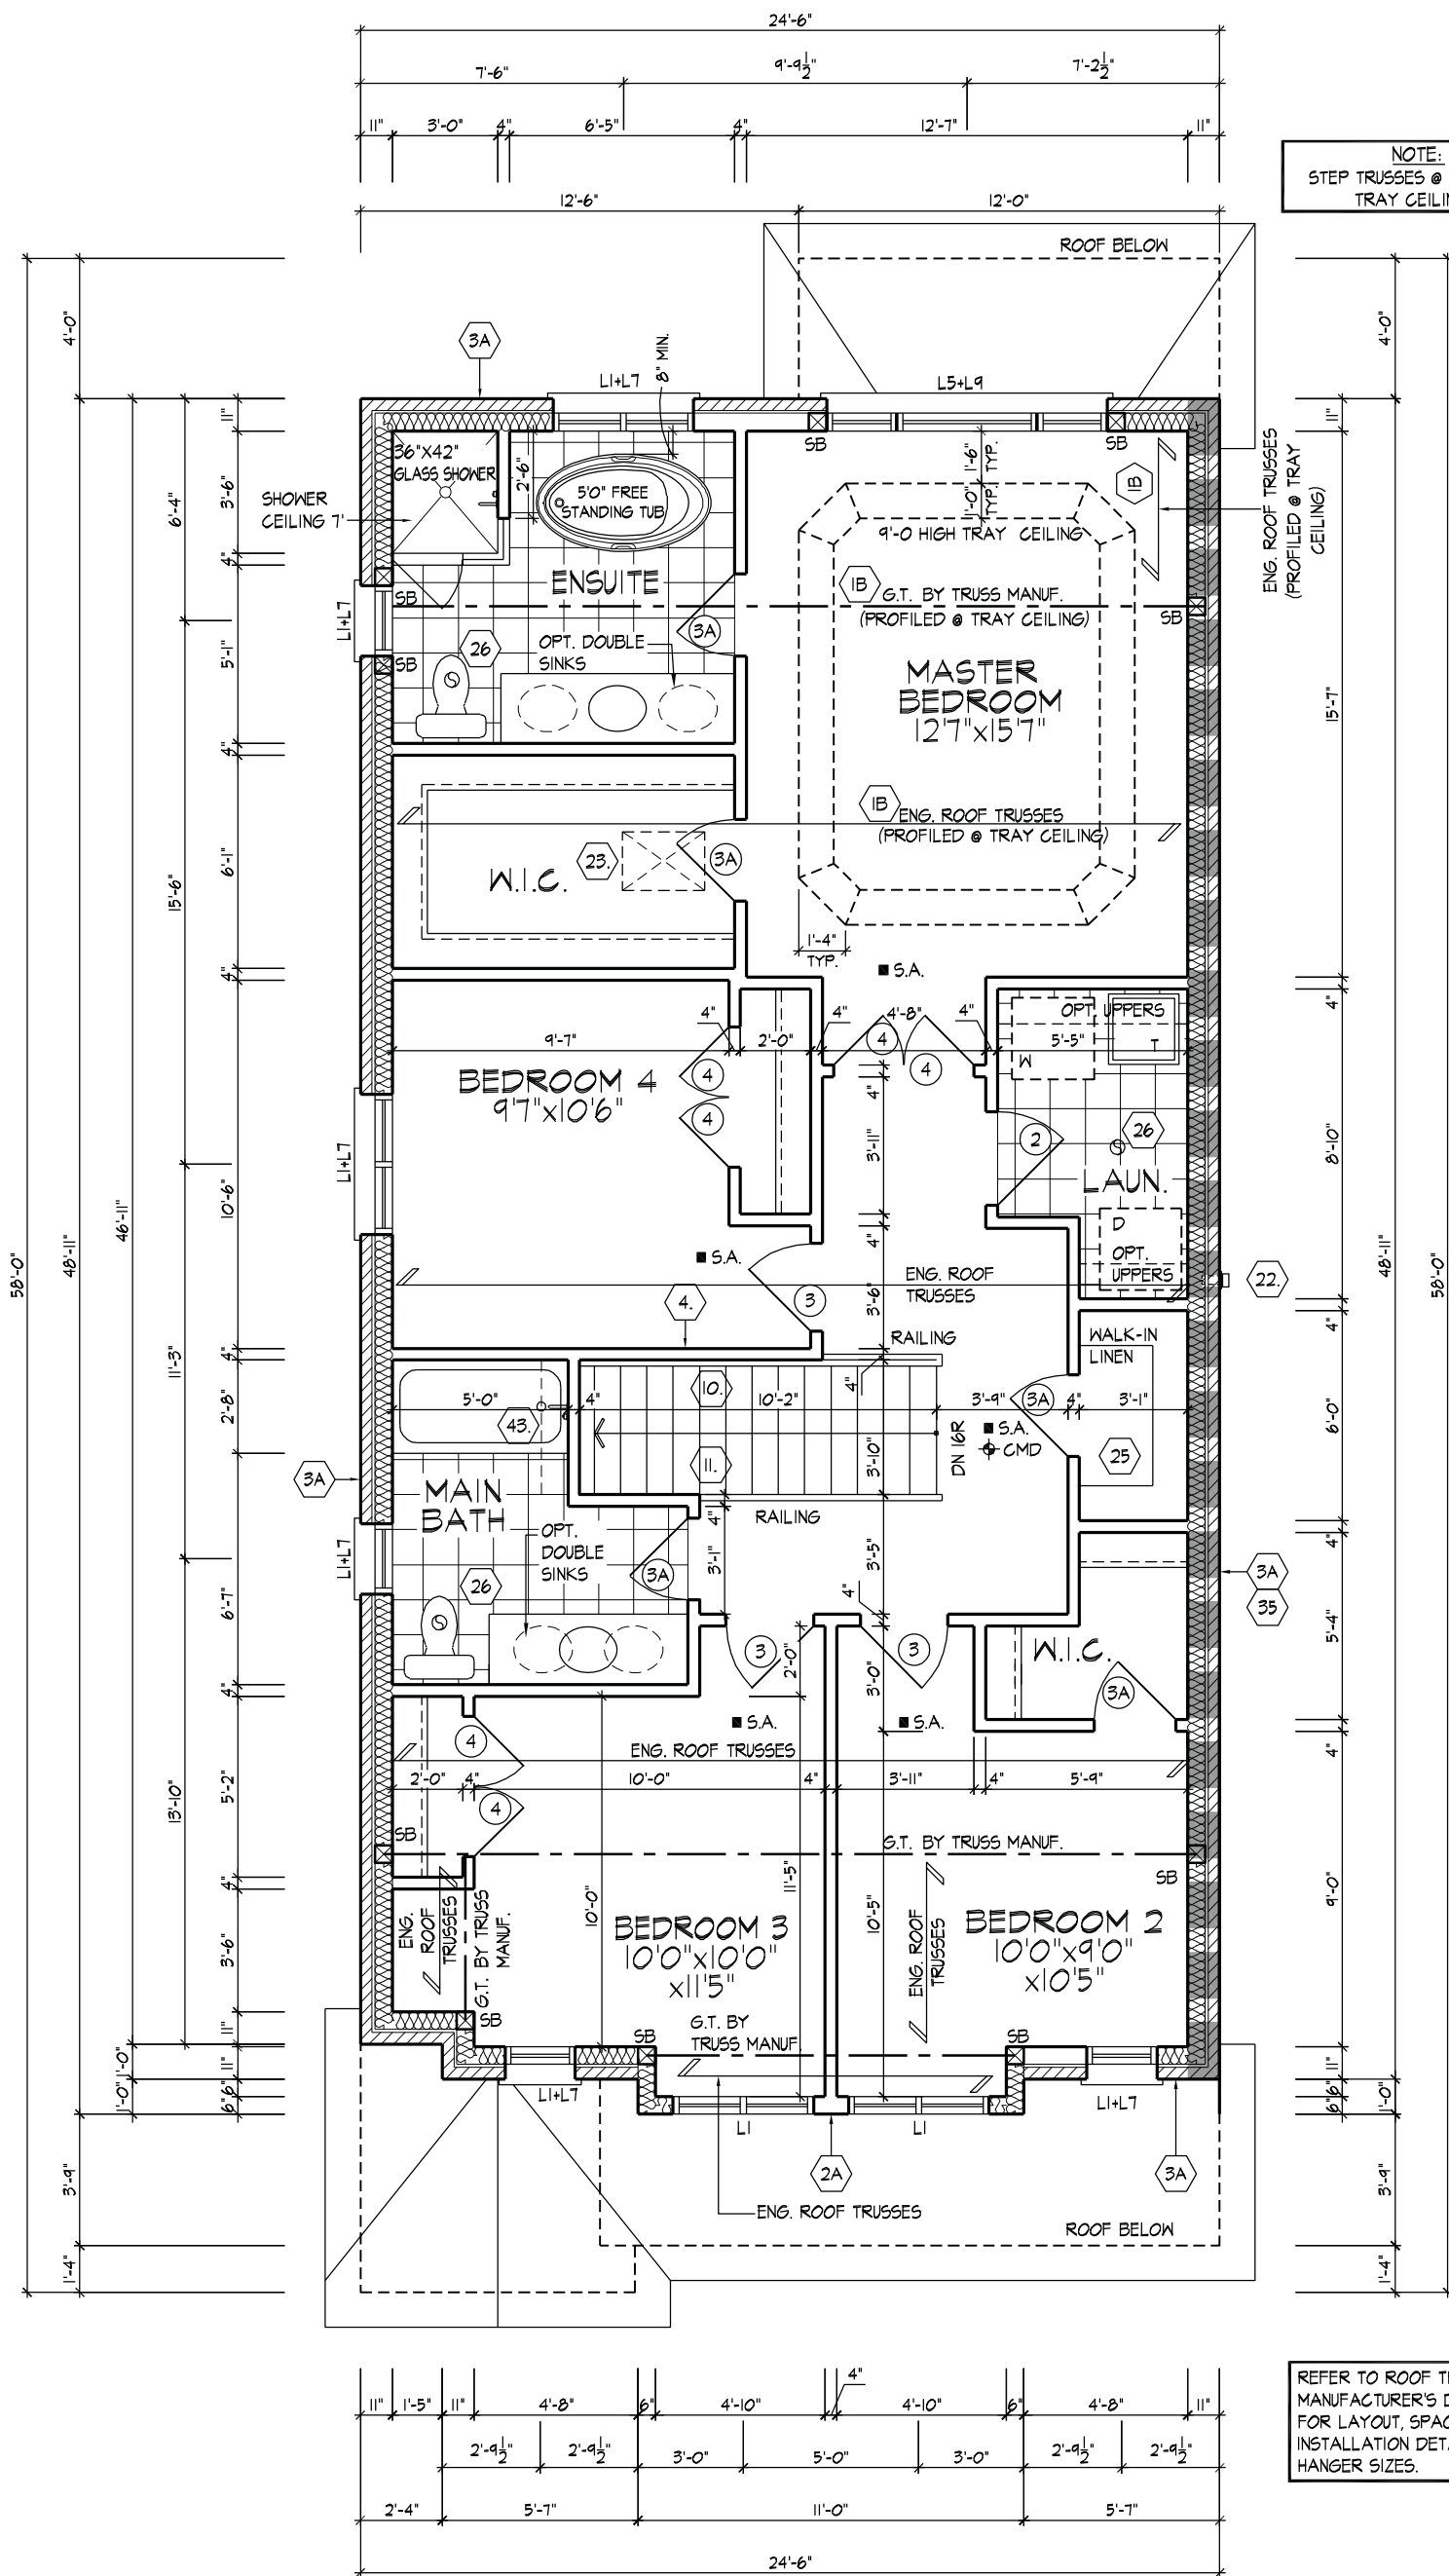 24'-6"
7'-6" 9'-9½" 7'-2½"
11" 3'-0" 4" 6'-5" 4" 12'-7" 11"
NOTE:
STEP TRUSSES @
TRAY CEILIN
12'-6" 12'-0"
ROOF BELOW
4'-0" 4'-0"
3A
L1+L7 8" MIN. L5+L9
11" 11"
SB SB
36"X42"
GLASS SHOWER
2'-6"
5'0" FREE
STANDING TUB
1'-6" TYP.
1'-0" TYP.
1B
ENG. ROOF TRUSSES
(PROFILED @ TRAY
CEILING)
SHOWER
CEILING 7'
6'-4" 3'-6"
9'-0 HIGH TRAY CEILING
4"
ENSUITE
1B
G.T. BY TRUSS MANUF.
(PROFILED @ TRAY CEILING)
L1+L7 SB SB
3A
26
OPT. DOUBLE
SINKS
SB
5'-1"
MASTER
BEDROOM
12'7"x15'7"
15'-7"
4"
1B
ENG. ROOF TRUSSES
(PROFILED @ TRAY CEILING)
W.I.C.
23.
3A
6'-1"
15'-6"
1'-4"
TYP.
S.A.
4" 4"
4" 4" 4'-8" 4"
OPT. UPPERS
9'-7" 2'-0" 5'-5"
W T
4 4
BEDROOM 4
9'7"x10'6"
4
4
4"
3'-11"
2
26
LAUN.
8'-10"
L1+L7
10'-6"
46'-11"
48'-11" 48'-11"
58'-0" 58'-0"
4"
D
OPT.
UPPERS
S.A.
ENG. ROOF
TRUSSES
22.
3
3'-6"
4.
RAILING
WALK-IN
LINEN
4" 4"
11'-3"
5'-0" 4" 10. 10'-2" 4" 3'-9" 3A 4" 3'-1"
43.
2'-8"
6'-0"
DN 16R
S.A.
CMD
11.
3'-10"
25
3A
MAIN
BATH
RAILING
OPT.
DOUBLE
SINKS
4"
3'-1"
3'-5"
4"
L1+L7
26
3A
4"
3A
35
6'-7"
3
2'-0"
3
3'-0"
W.I.C.
5'-4"
3A
4"
S.A. S.A.
4
ENG. ROOF TRUSSES
4"
2'-0" 4" 10'-0" 4" 3'-11" 4" 5'-9"
4
5'-2"
13'-10"
SB
G.T. BY TRUSS MANUF.
SB
4"
ENG.
ROOF
TRUSSES
G.T. BY TRUSS
MANUF.
10'-0"
11'-5"
10'-5"
ENG. ROOF
TRUSSES
9'-0"
3'-6"
BEDROOM 3
10'0"x10'0"
x11'5"
BEDROOM 2
10'0"x9'0"
x10'5"
SB
G.T. BY
TRUSS MANUF.
SB SB
11" 1'-0" 11" 11"
1'-0" 6" 6" 6" 6" 1'-0"
L1+L7 L1 L1 L1+L7
2A 3A
3'-9" 3'-9"
ENG. ROOF TRUSSES
ROOF BELOW
1'-4" 1'-4"
REFER TO ROOF T
MANUFACTURER'S D
FOR LAYOUT, SPAC
INSTALLATION DETA
HANGER SIZES.
4"
11" 1'-5" 11" 4'-8" 6" 4'-10" 4'-10" 6" 4'-8" 11"
2'-9½" 2'-9½" 3'-0" 5'-0" 3'-0" 2'-9½" 2'-9½"
2'-4" 5'-7" 11'-0" 5'-7"
24'-6"